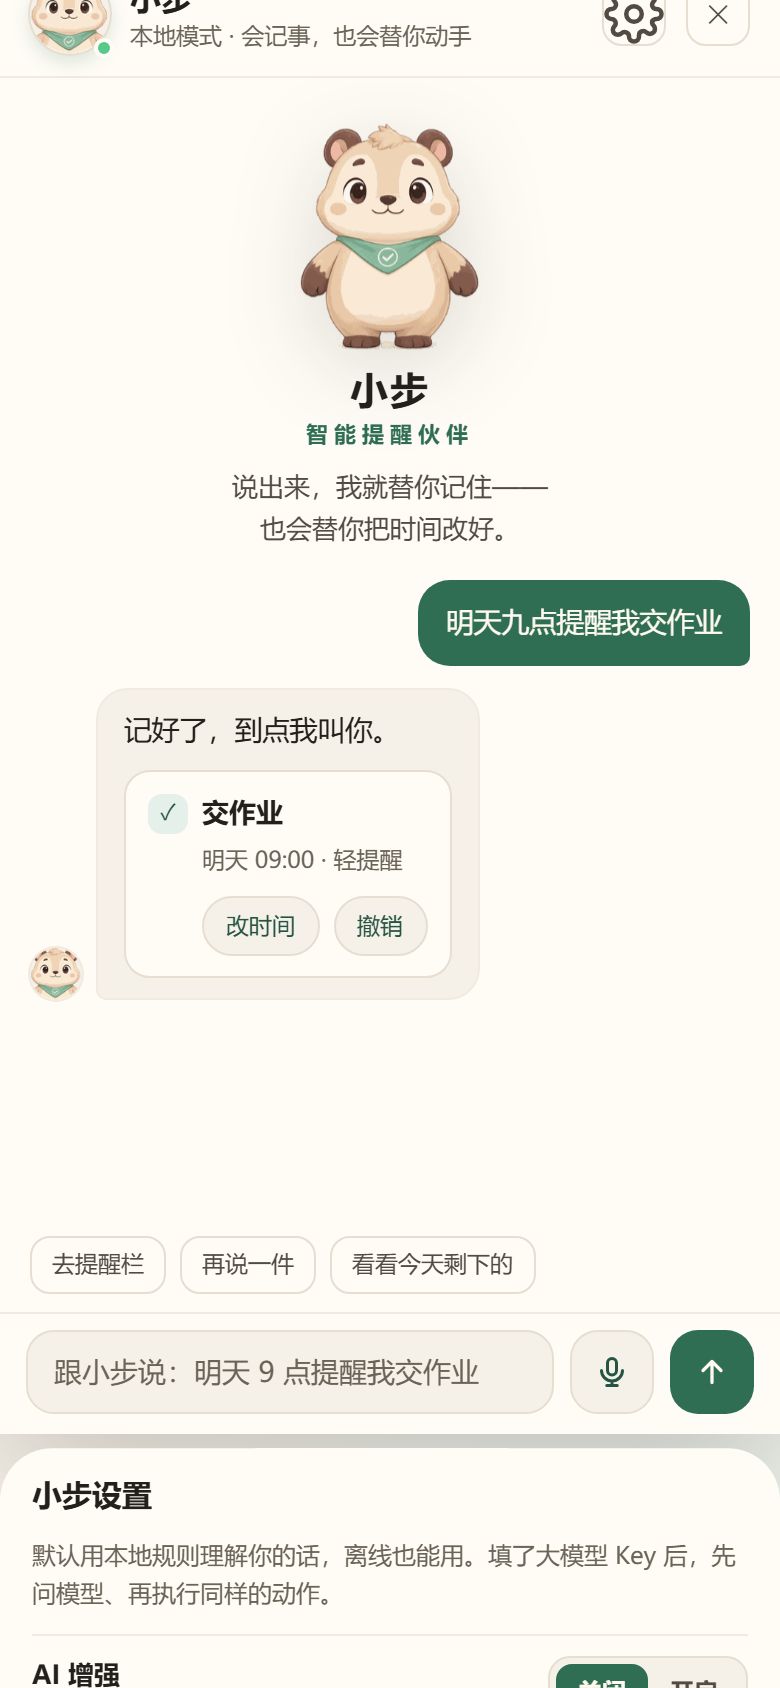 小步
本地模式 · 会记事，也会替你动手
小步
智能提醒伙伴
说出来，我就替你记住——
也会替你把时间改好。
明天九点提醒我交作业
记好了，到点我叫你。
交作业
明天 09:00 · 轻提醒
改时间 撤销
去提醒栏 再说一件 看看今天剩下的
跟小步说：明天 9 点提醒我交作业
小步设置
默认用本地规则理解你的话，离线也能用。填了大模型 Key 后，先
问模型、再执行同样的动作。
AI 增强 关闭 开启